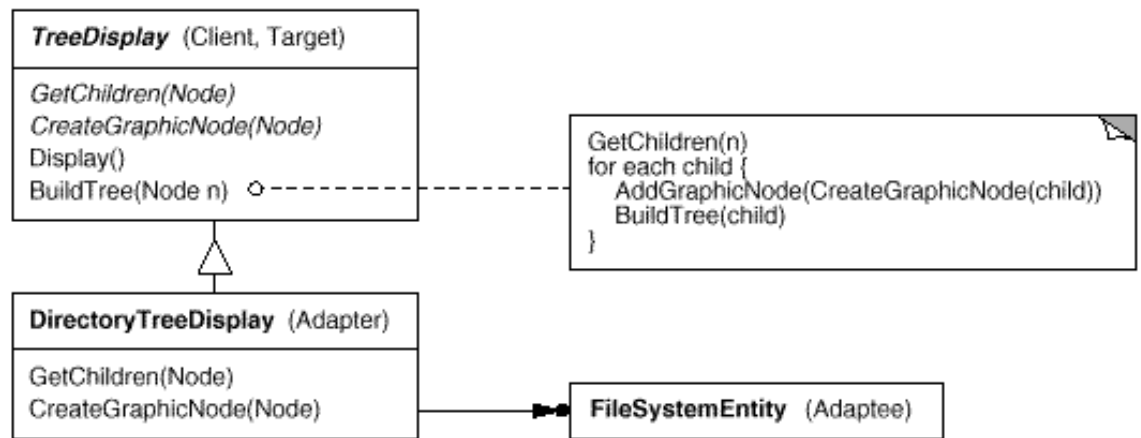 TreeDisplay (Client, Target)
GetChildren(Node)
CreateGraphicNode(Node)
Display()
BuildTree(Node n)
GetChildren(n)
for each child {
AddGraphicNode(CreateGraphicNode(child))
BuildTree(child)
}
DirectoryTreeDisplay (Adapter)
GetChildren(Node)
CreateGraphicNode(Node)
FileSystemEntity (Adaptee)